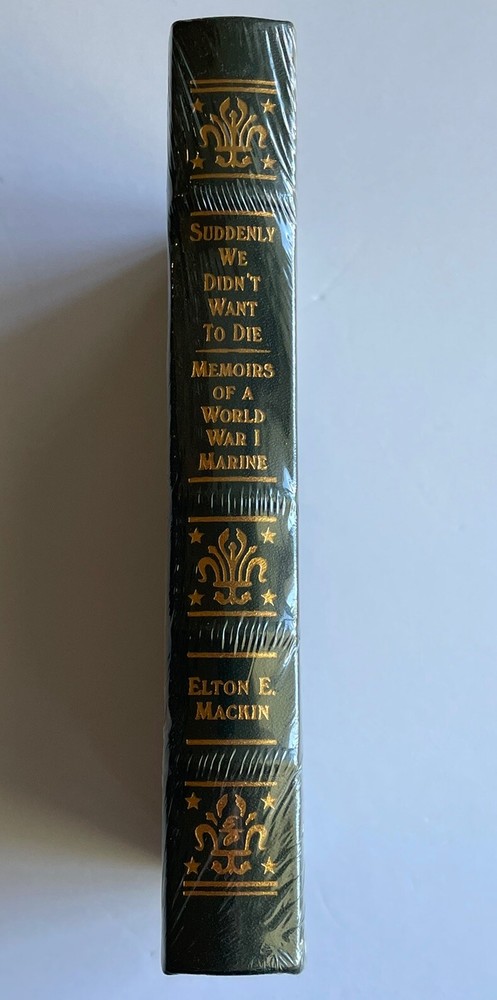 SUDDENLY
WE
DIDN'T
WANT
TO DIE
MEMOIRS
OF A
WORLD
WAR I
MARINE
ELTON E.
MACKIN